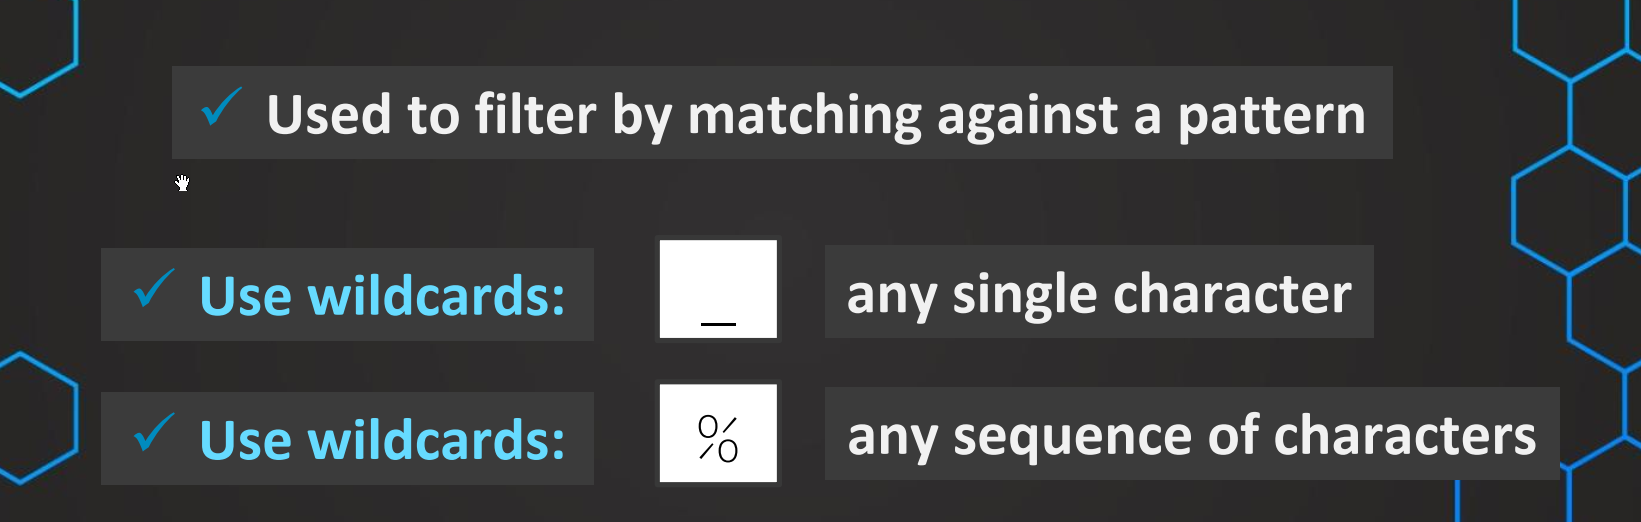 ✓ Used to filter by matching against a pattern
✓ Use wildcards: _ any single character
✓ Use wildcards: % any sequence of characters